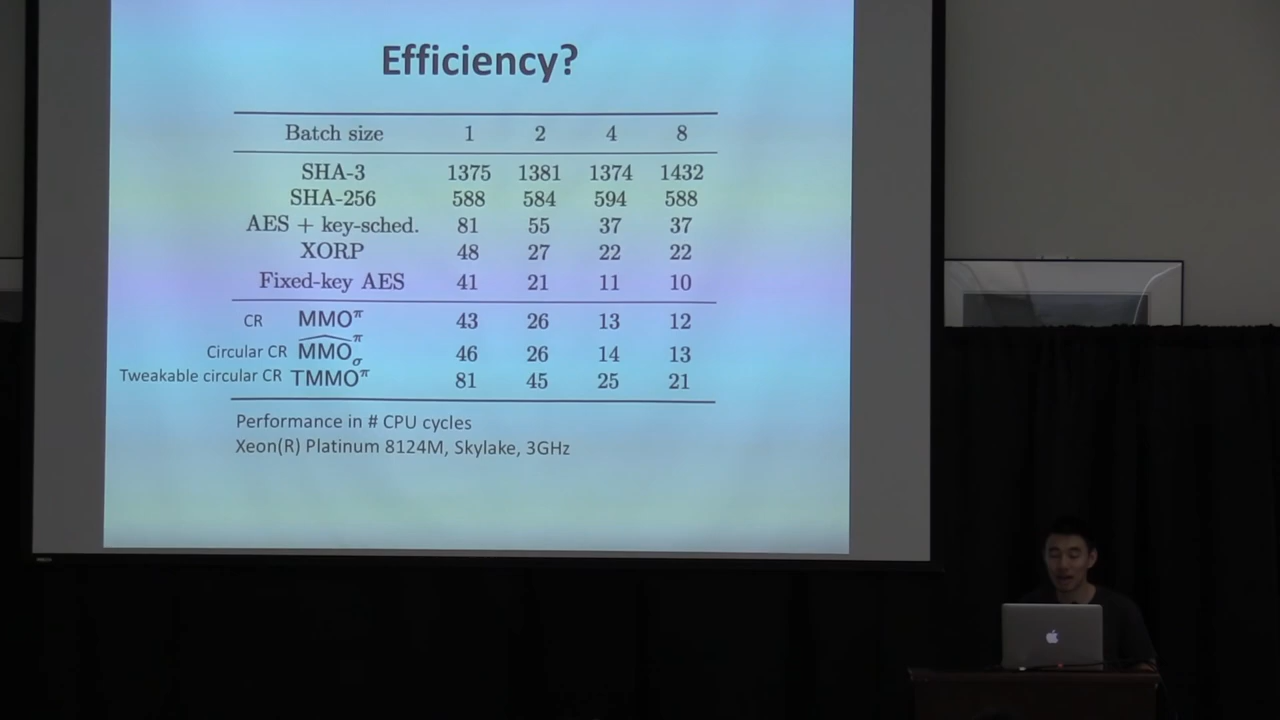 Efficiency?
Batch size 1 2 4 8
SHA-3 1375 1381 1374 1432
SHA-256 588 584 594 588
AES + key-sched. 81 55 37 37
XORP 48 27 22 22
Fixed-key AES 41 21 11 10
CR MMO^π 43 26 13 12
Circular CR \widehat{MMO}^π_σ 46 26 14 13
Tweakable circular CR TMMO^π 81 45 25 21
Performance in # CPU cycles
Xeon(R) Platinum 8124M, Skylake, 3GHz